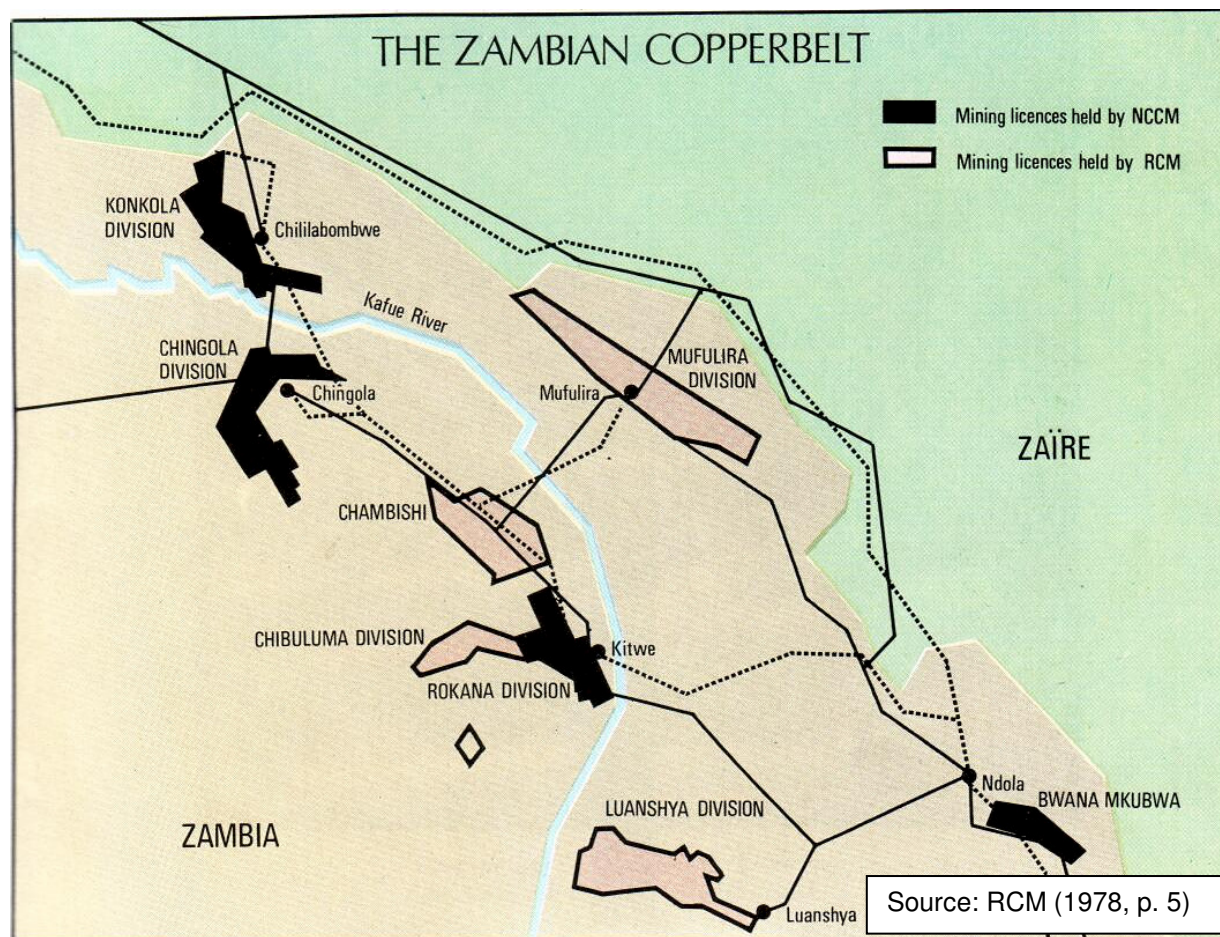 THE ZAMBIAN COPPERBELT
Mining licences held by NCCM
Mining licences held by RCM
KONKOLA
DIVISION
Chililabombwe
Kafue River
CHINGOLA
DIVISION
Chingola
MUFULIRA
DIVISION
Mufulira
ZAÏRE
CHAMBISHI
CHIBULUMA DIVISION
Kitwe
ROKANA DIVISION
Ndola
BWANA MKUBWA
LUANSHYA DIVISION
ZAMBIA
Luanshya
Source: RCM (1978, p. 5)